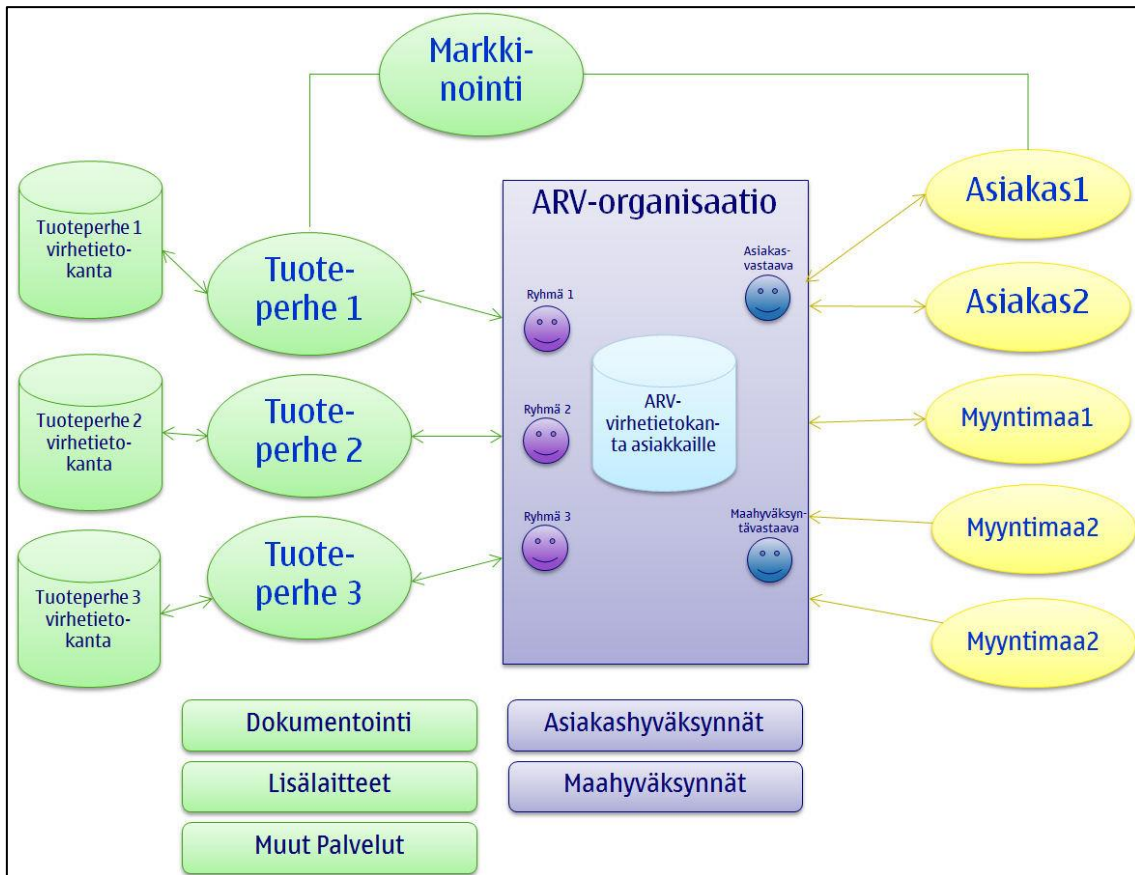 Markki-
nointi
Tuoteperhe 1
virhetieto-
kanta
Tuote-
perhe 1
ARV-organisaatio
Asiakas-
vastaava
Ryhmä 1
Asiakas1
Asiakas2
Tuoteperhe 2
virhetieto-
kanta
Tuote-
perhe 2
Ryhmä 2
ARV-
virhetietokan-
ta asiakkaille
Myyntimaa1
Tuoteperhe 3
virhetieto-
kanta
Tuote-
perhe 3
Ryhmä 3
Maahyväksyn-
tävastaava
Myyntimaa2
Myyntimaa2
Dokumentointi
Asiakashyväksynnät
Lisälaitteet
Maahyväksynnät
Muut Palvelut